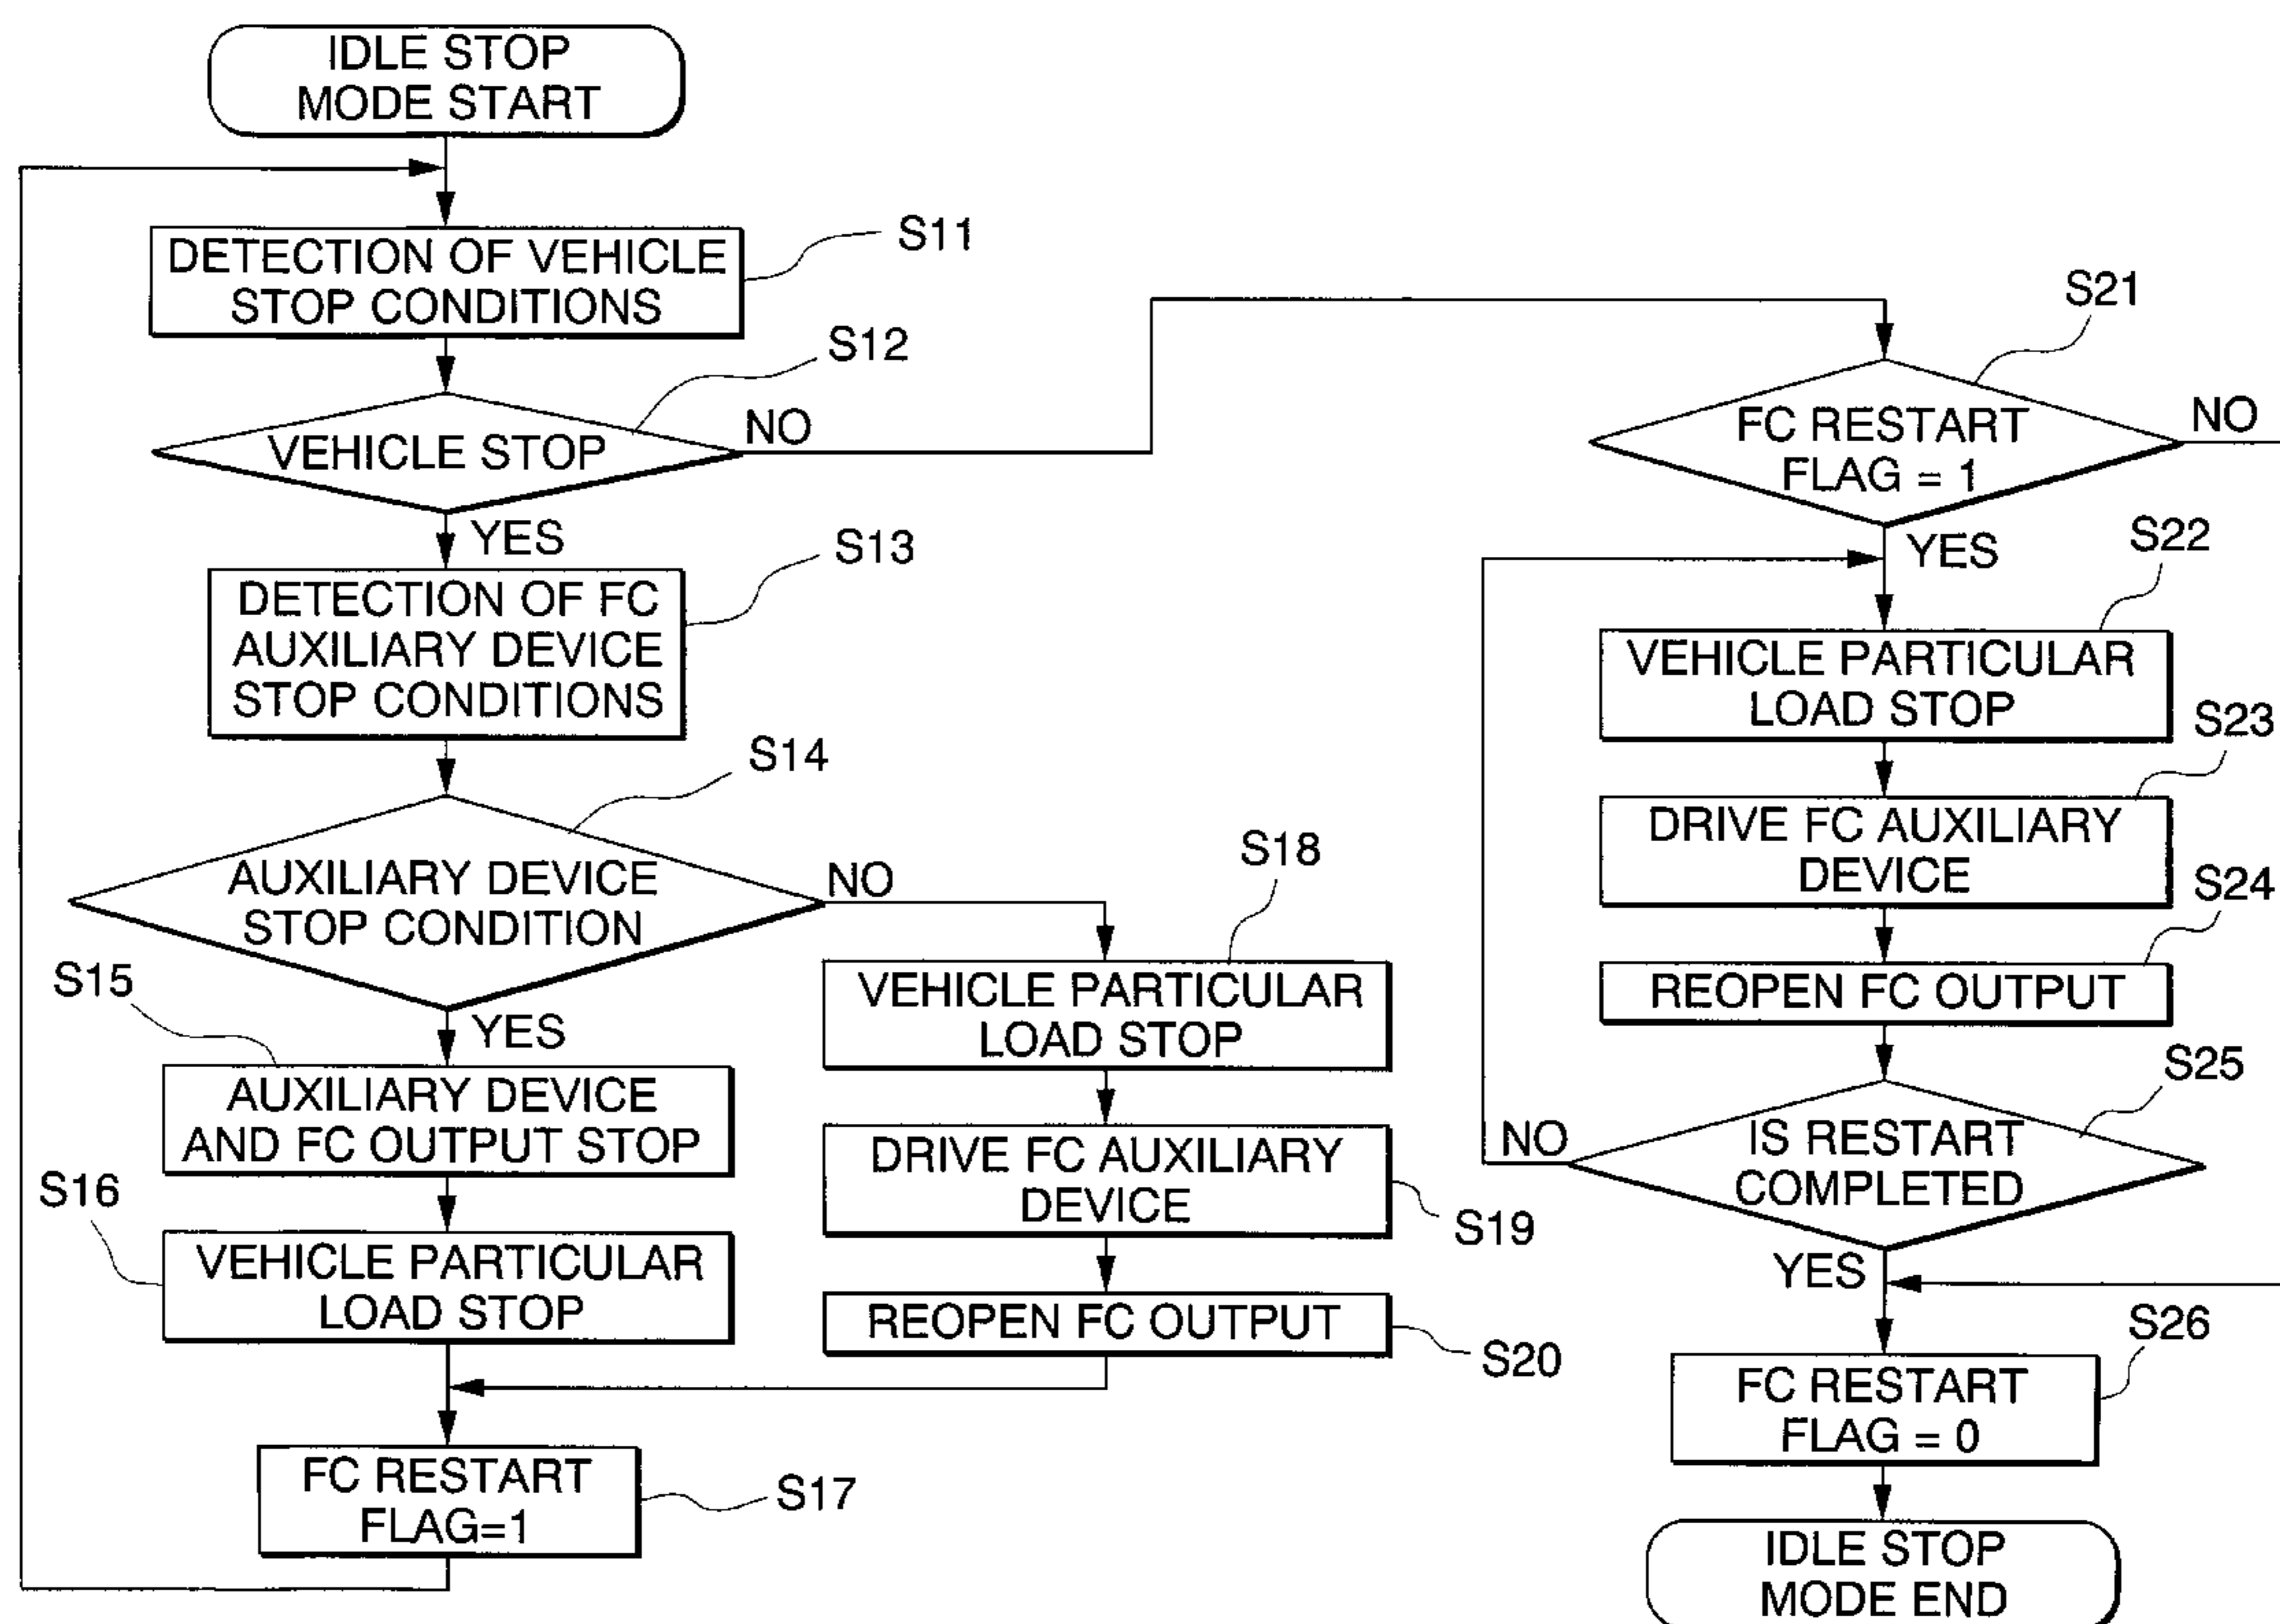 IDLE STOP
MODE START
S11
DETECTION OF VEHICLE
STOP CONDITIONS
S12
VEHICLE STOP
NO
YES
S13
DETECTION OF FC
AUXILIARY DEVICE
STOP CONDITIONS
S14
AUXILIARY DEVICE
STOP CONDITION
NO
YES
S15
AUXILIARY DEVICE
AND FC OUTPUT STOP
S16
VEHICLE PARTICULAR
LOAD STOP
FC RESTART
FLAG=1
S17
S18
VEHICLE PARTICULAR
LOAD STOP
DRIVE FC AUXILIARY
DEVICE
S19
REOPEN FC OUTPUT
S20
S21
FC RESTART
FLAG = 1
NO
YES
S22
VEHICLE PARTICULAR
LOAD STOP
S23
DRIVE FC AUXILIARY
DEVICE
S24
REOPEN FC OUTPUT
S25
IS RESTART
COMPLETED
NO
YES
S26
FC RESTART
FLAG = 0
IDLE STOP
MODE END